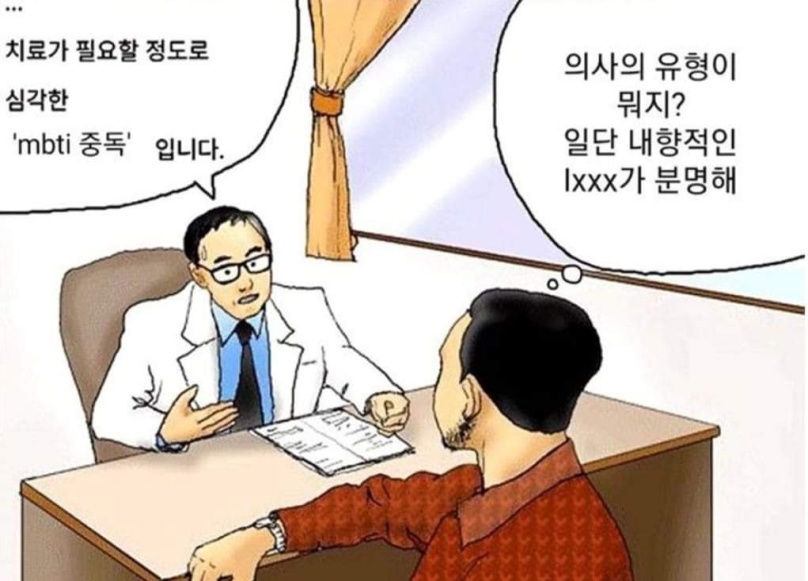 ...
치료가 필요할 정도로
심각한
'mbti 중독' 입니다.
의사의 유형이
뭐지?
일단 내향적인
Ixxx가 분명해